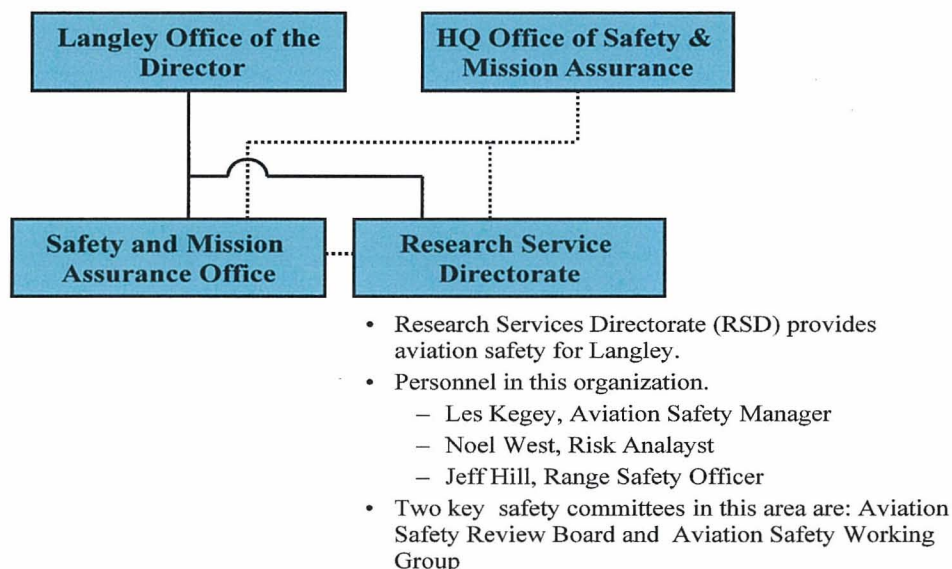 Langley Office of the
Director
HQ Office of Safety &
Mission Assurance
Safety and Mission
Assurance Office
Research Service
Directorate
• Research Services Directorate (RSD) provides
aviation safety for Langley.
• Personnel in this organization.
– Les Kegey, Aviation Safety Manager
– Noel West, Risk Analayst
– Jeff Hill, Range Safety Officer
• Two key safety committees in this area are: Aviation
Safety Review Board and Aviation Safety Working
Group